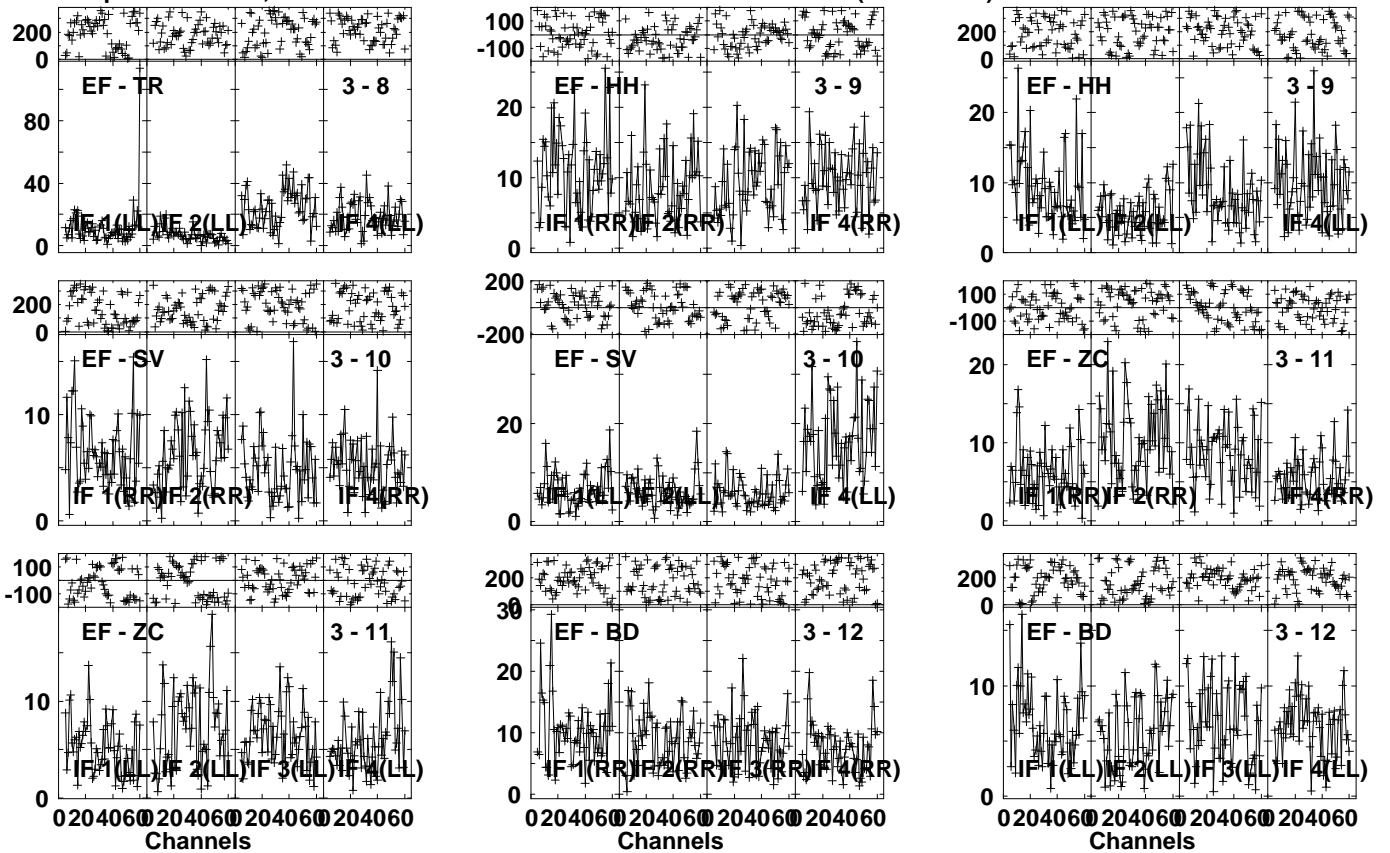 200
0
EF - TR 3 - 8
80
40
0
IF 1(LL) IF 2(LL) IF 4(LL)
100
-100
EF - HH 3 - 9
20
10
0
IF 1(RR) IF 2(RR) IF 4(RR)
200
0
EF - HH 3 - 9
20
10
0
IF 1(LL) IF 2(LL) IF 4(LL)
200
0
EF - SV 3 - 10
10
0
IF 1(RR) IF 2(RR) IF 4(RR)
200
-200
EF - SV 3 - 10
20
0
IF 1(LL) IF 2(LL) IF 4(LL)
100
-100
EF - ZC 3 - 11
20
10
0
IF 1(RR) IF 2(RR) IF 4(RR)
100
-100
EF - ZC 3 - 11
10
0
IF 1(LL) IF 2(LL) IF 3(LL) IF 4(LL)
0 20 40 60 0 20 40 60 0 20 40 60 0 20 40 60
Channels
200
0
30
EF - BD 3 - 12
20
10
0
IF 1(RR) IF 2(RR) IF 3(RR) IF 4(RR)
0 20 40 60 0 20 40 60 0 20 40 60 0 20 40 60
Channels
200
0
EF - BD 3 - 12
10
0
IF 1(LL) IF 2(LL) IF 3(LL) IF 4(LL)
0 20 40 60 0 20 40 60 0 20 40 60 0 20 40 60
Channels